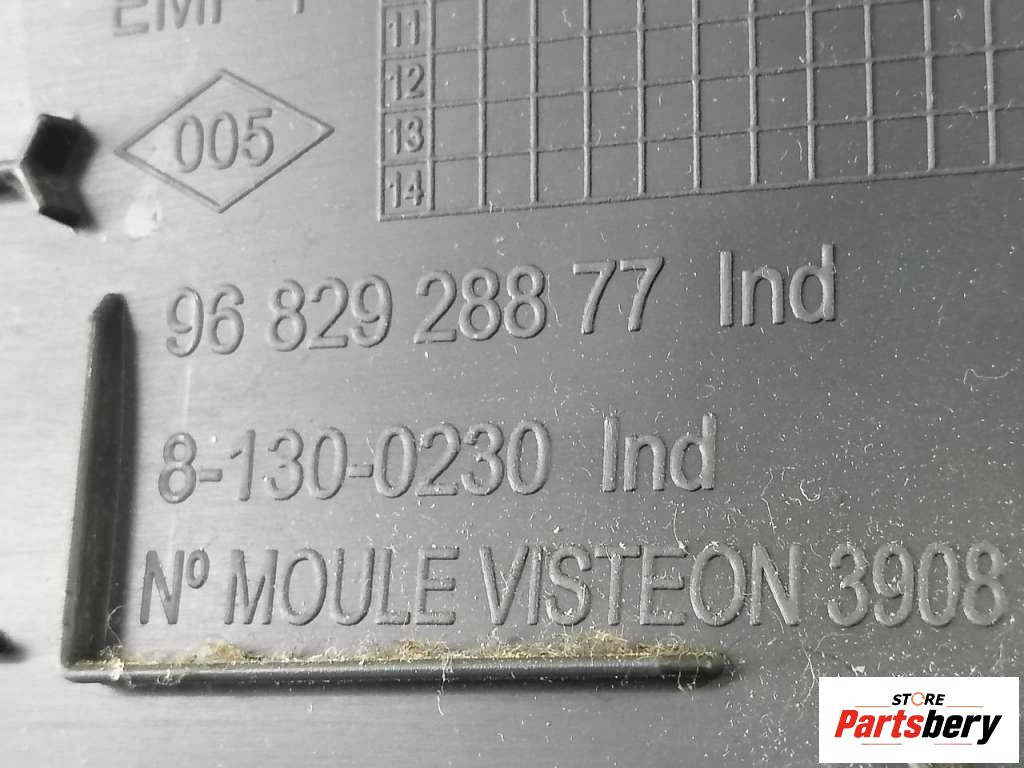 11
12
005
13
14
96 829 288 77 Ind
8-130-0230 Ind
Nº MOULE VISTEON 3908
STORE
Partsbery